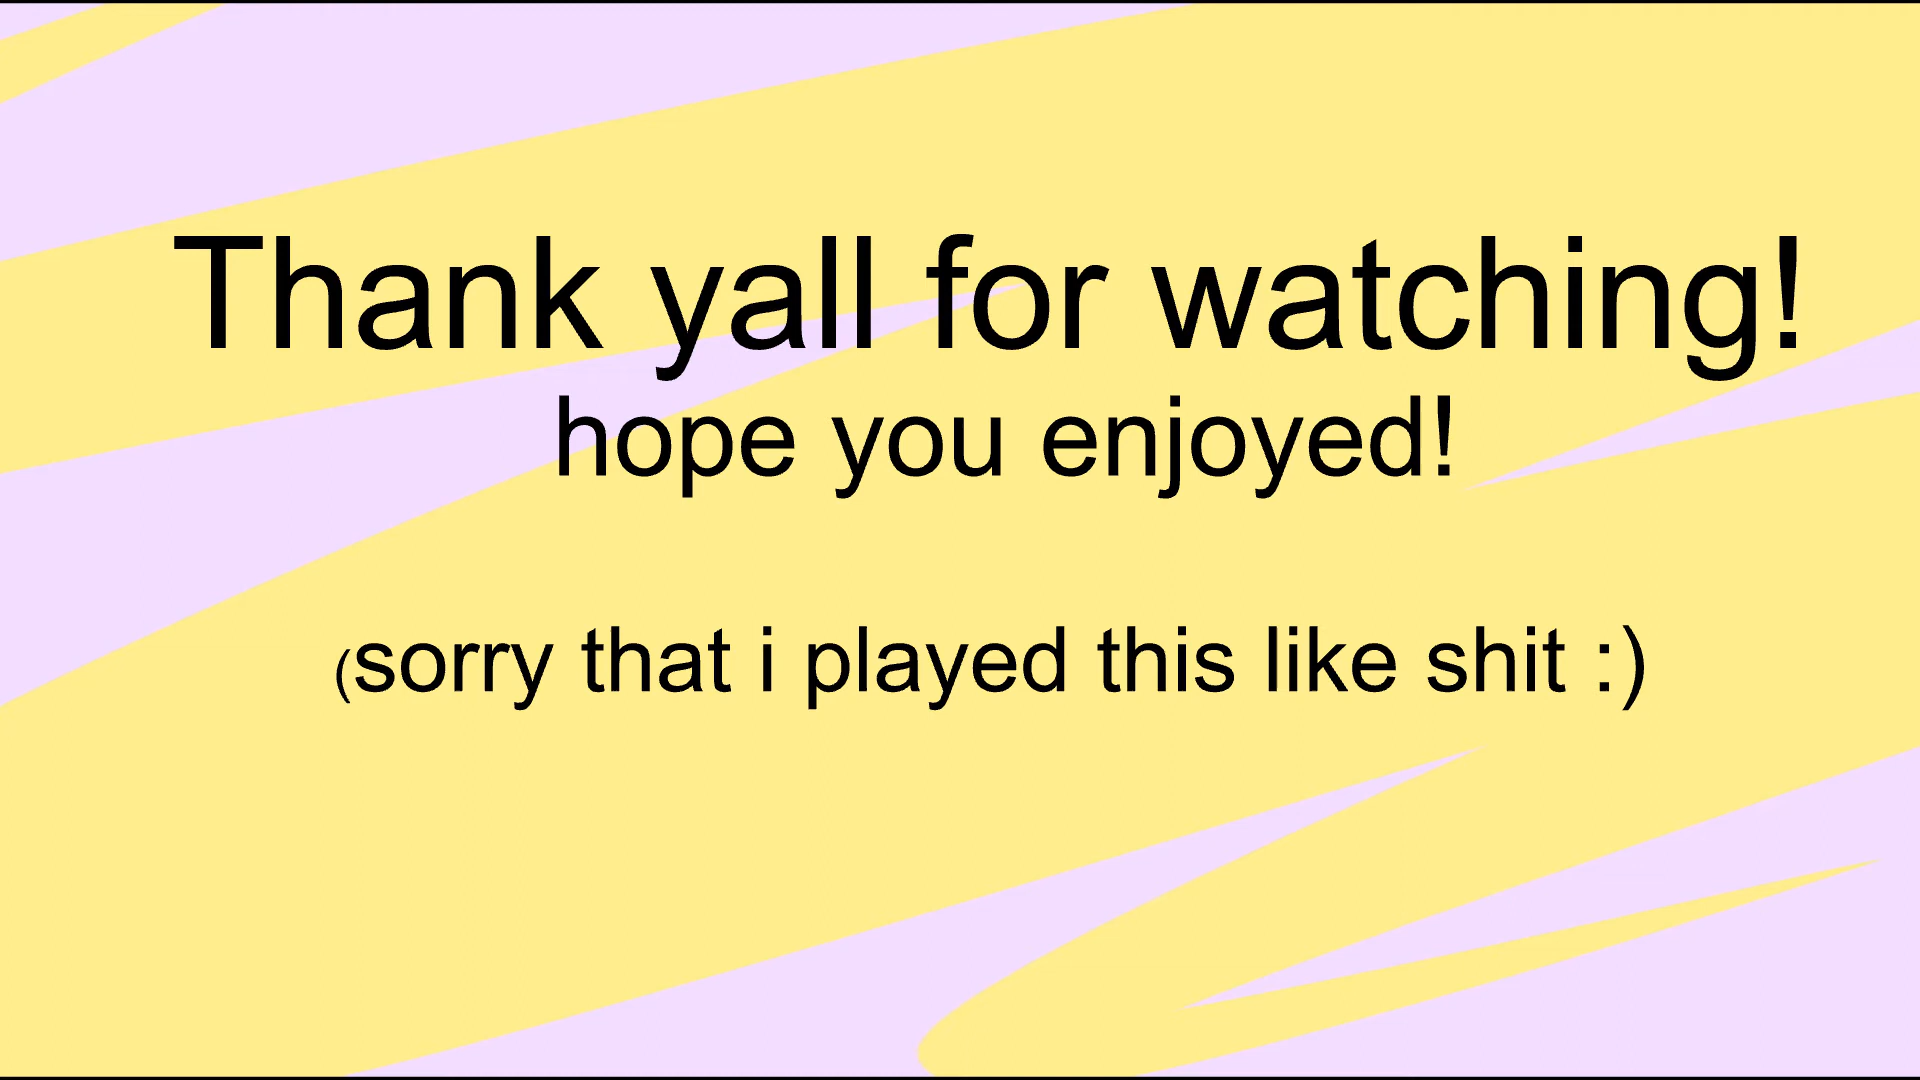 Thank yall for watching!
hope you enjoyed!
(sorry that i played this like shit :)